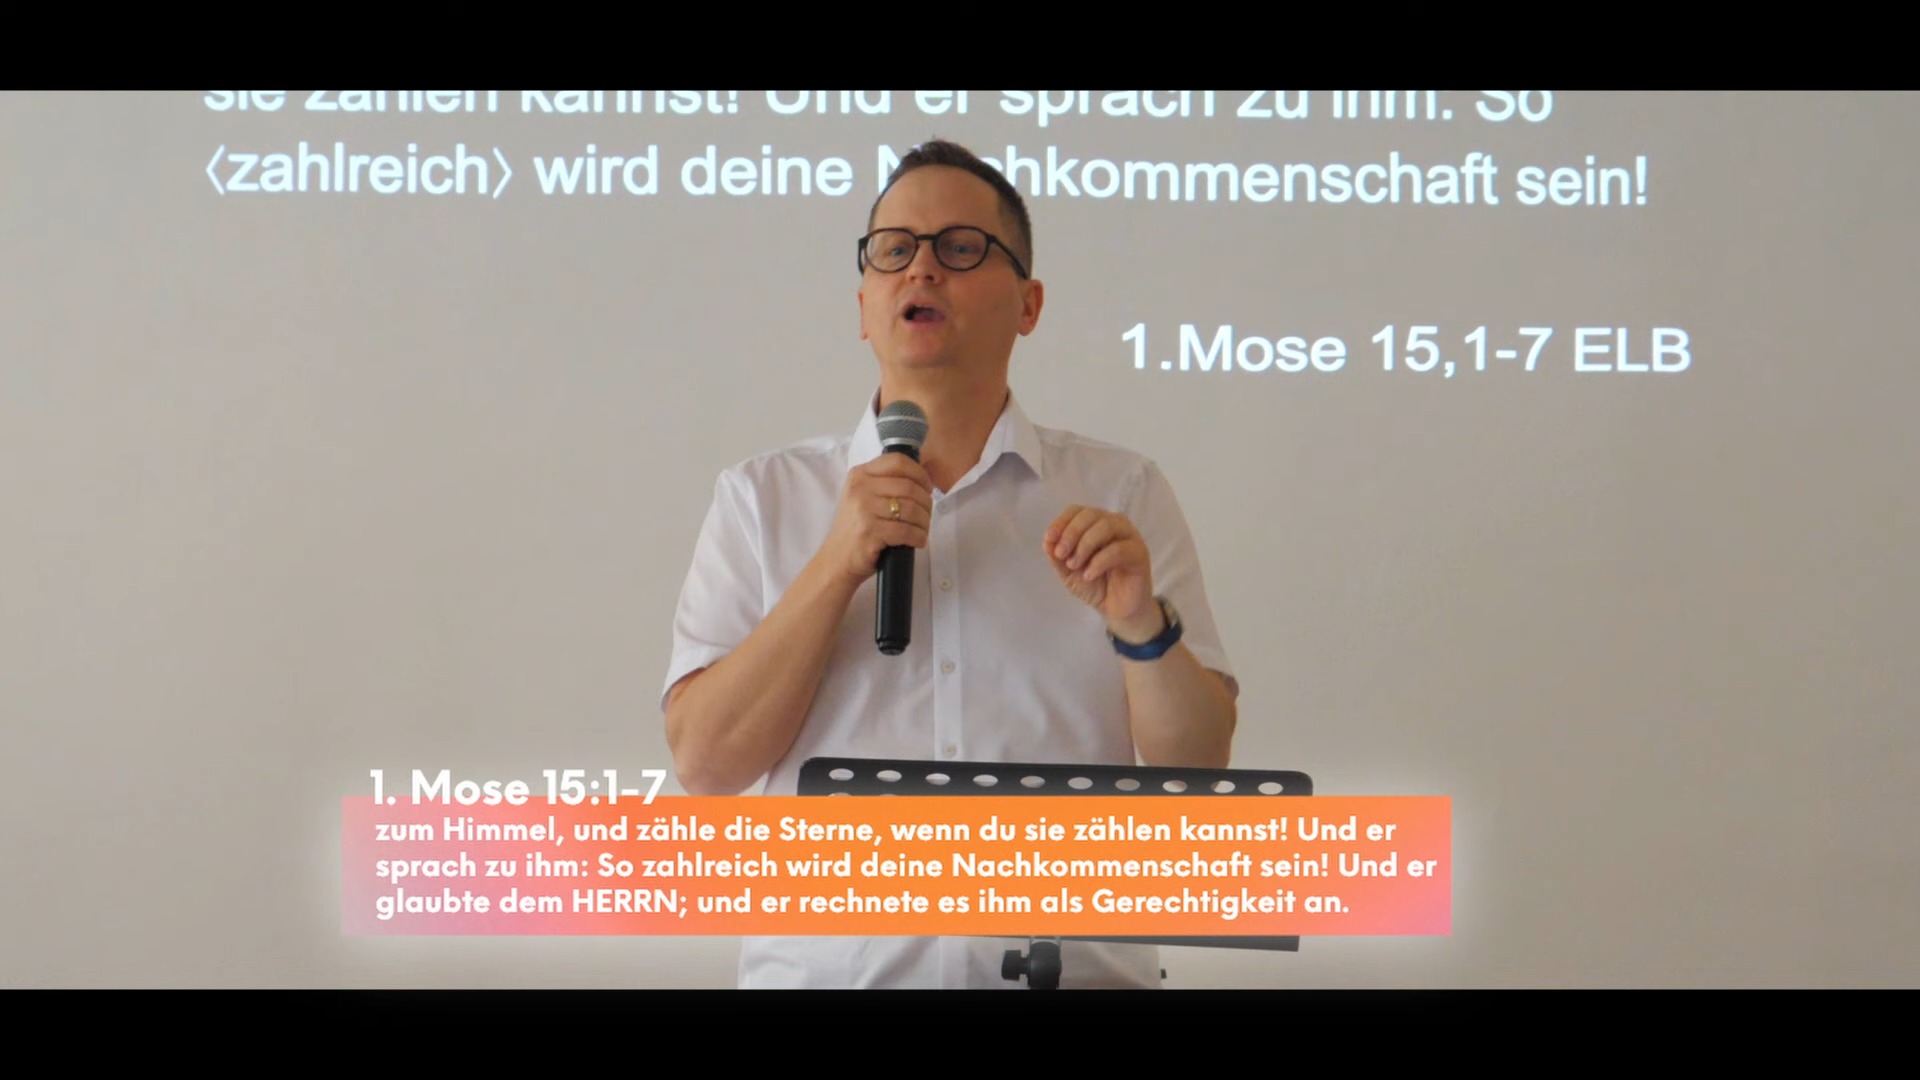 sie zählen kannst! Und er sprach zu ihm: So
⟨zahlreich⟩ wird deine Nachkommenschaft sein!
1.Mose 15,1-7 ELB
1. Mose 15:1-7
zum Himmel, und zähle die Sterne, wenn du sie zählen kannst! Und er
sprach zu ihm: So zahlreich wird deine Nachkommenschaft sein! Und er
glaubte dem HERRN; und er rechnete es ihm als Gerechtigkeit an.